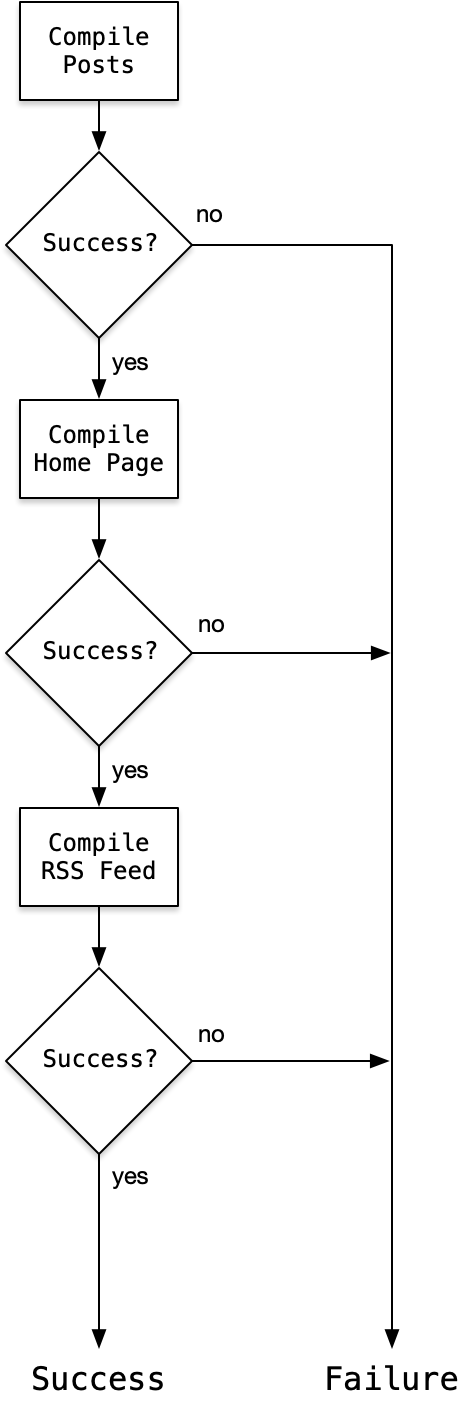 Compile
Posts
no
Success?
yes
Compile
Home Page
no
Success?
yes
Compile
RSS Feed
no
Success?
yes
Success
Failure